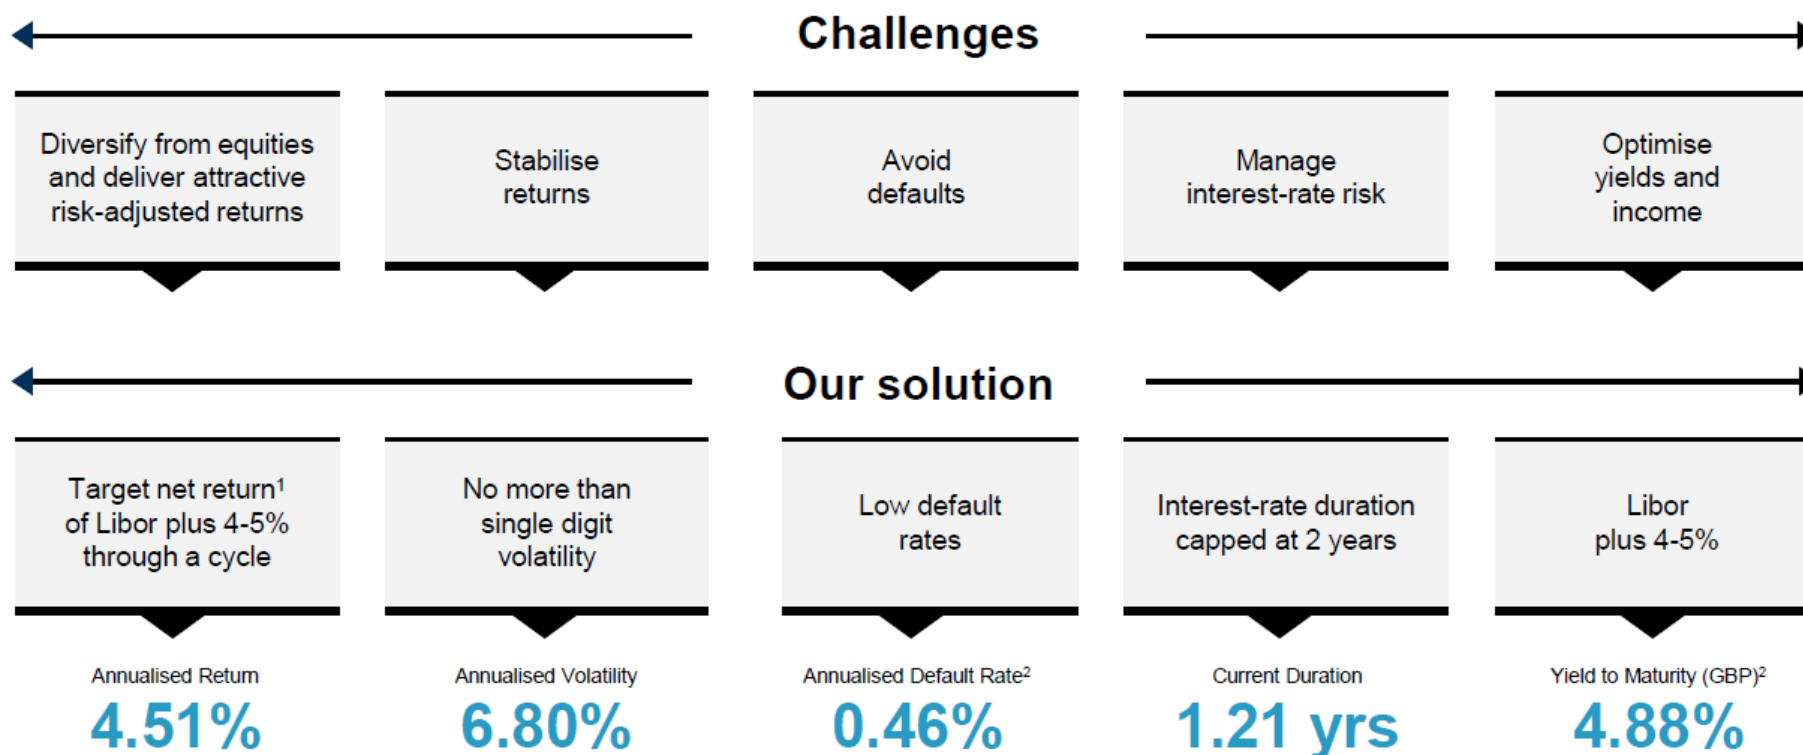 Challenges
Diversify from equities
and deliver attractive
risk-adjusted returns
Stabilise
returns
Avoid
defaults
Manage
interest-rate risk
Optimise
yields and
income
Our solution
Target net return¹
of Libor plus 4-5%
through a cycle
No more than
single digit
volatility
Low default
rates
Interest-rate duration
capped at 2 years
Libor
plus 4-5%
Annualised Return
4.51%
Annualised Volatility
6.80%
Annualised Default Rate²
0.46%
Current Duration
1.21 yrs
Yield to Maturity (GBP)²
4.88%